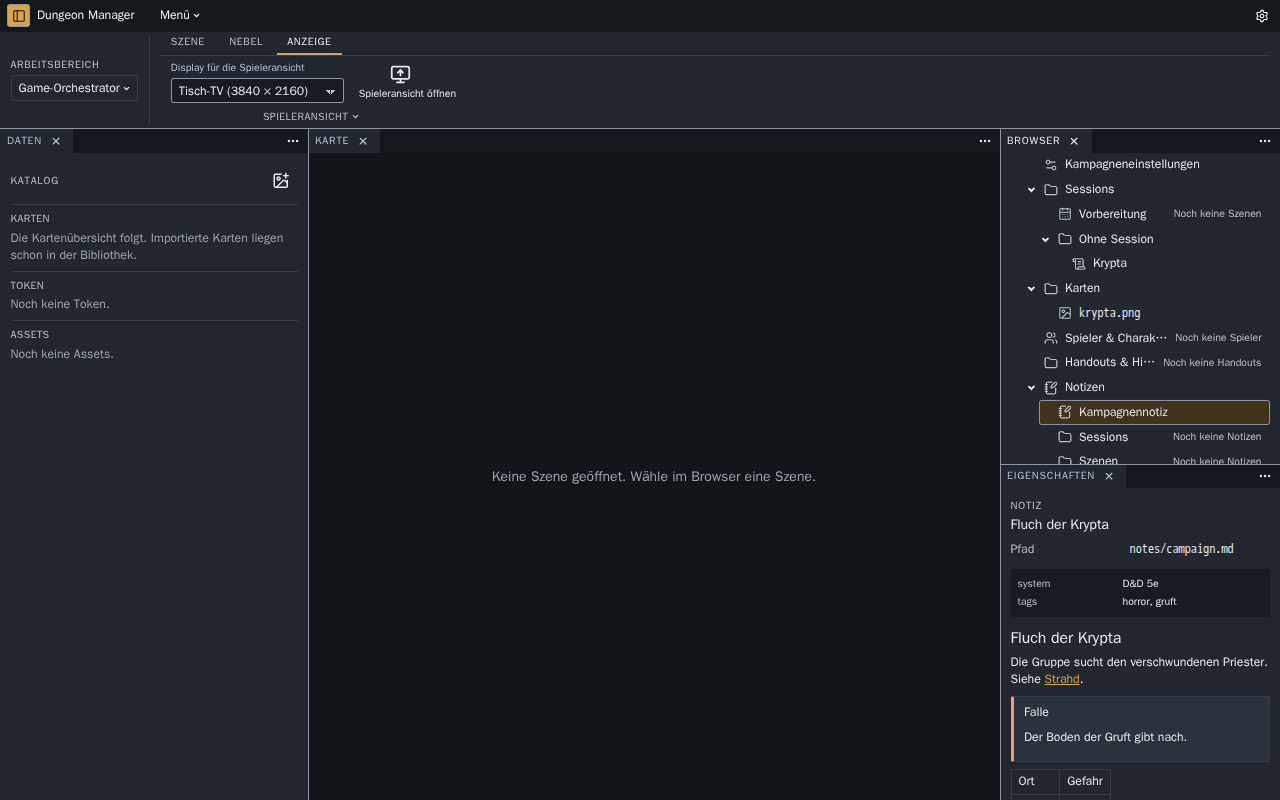 Dungeon Manager
Menü
ARBEITSBEREICH
Game-Orchestrator
SZENE
NEBEL
ANZEIGE
Display für die Spieleransicht
Tisch-TV (3840 × 2160)
Spieleransicht öffnen
SPIELERANSICHT
DATEN
KATALOG
KARTEN
Die Kartenübersicht folgt. Importierte Karten liegen
schon in der Bibliothek.
TOKEN
Noch keine Token.
ASSETS
Noch keine Assets.
KARTE
Keine Szene geöffnet. Wähle im Browser eine Szene.
BROWSER
Kampagneneinstellungen
Sessions
Vorbereitung Noch keine Szenen
Ohne Session
Krypta
Karten
krypta.png
Spieler & Charak⋯ Noch keine Spieler
Handouts & Hi⋯ Noch keine Handouts
Notizen
Kampagnennotiz
Sessions Noch keine Notizen
Szenen Noch keine Notizen
EIGENSCHAFTEN
NOTIZ
Fluch der Krypta
Pfad notes/campaign.md
system D&D 5e
tags horror, gruft
Fluch der Krypta
Die Gruppe sucht den verschwundenen Priester.
Siehe Strahd.
Falle
Der Boden der Gruft gibt nach.
Ort Gefahr